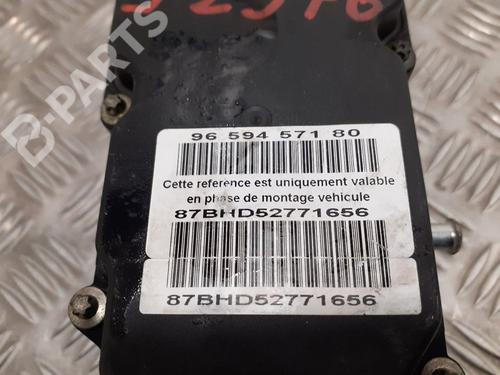 B-PARTS
96 594 571 80
Cette reference est uniquement valable
en phase de montage vehicule
87BHD52771656
87BHD52771656